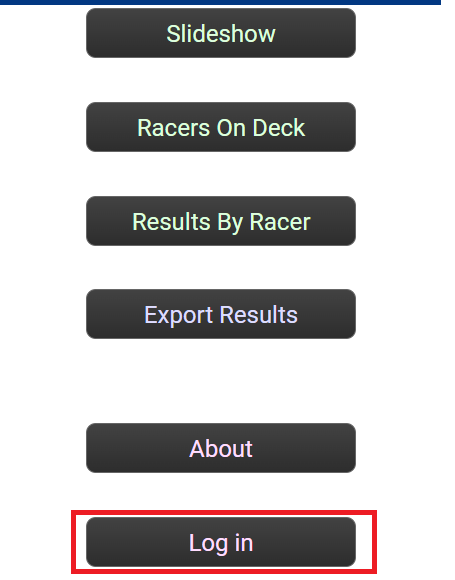 Slideshow
Racers On Deck
Results By Racer
Export Results
About
Log in